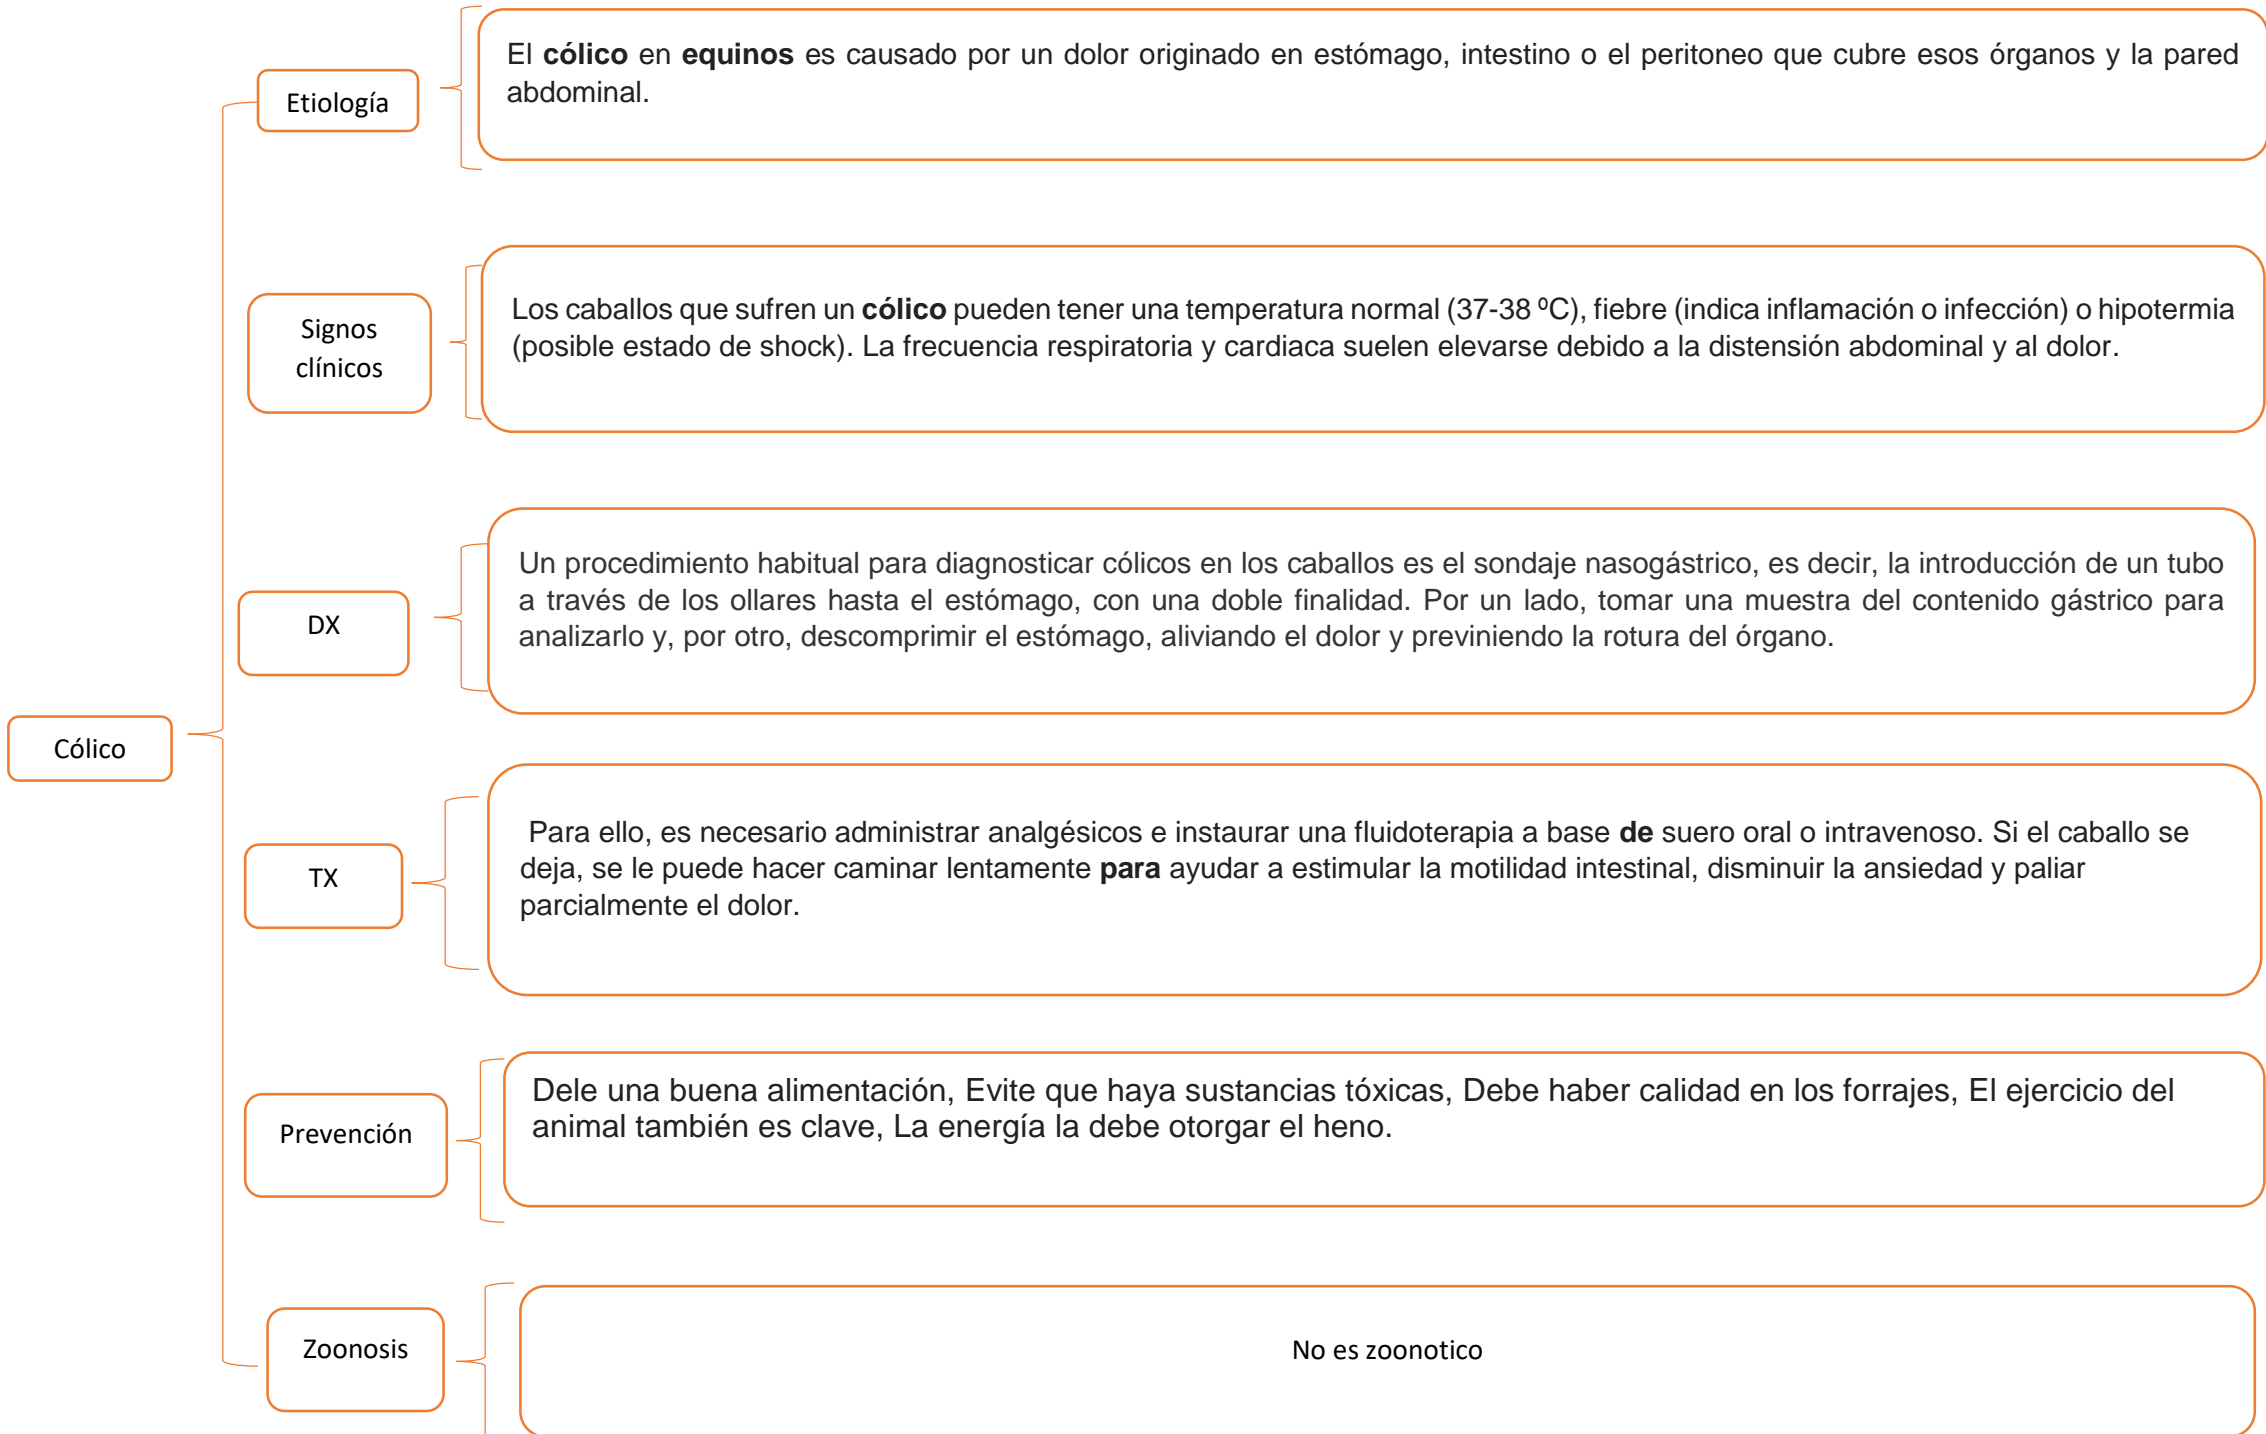 Etiología
El cólico en equinos es causado por un dolor originado en estómago, intestino o el peritoneo que cubre esos órganos y la pared
abdominal.
Signos
clínicos
Los caballos que sufren un cólico pueden tener una temperatura normal (37-38 ºC), fiebre (indica inflamación o infección) o hipotermia
(posible estado de shock). La frecuencia respiratoria y cardiaca suelen elevarse debido a la distensión abdominal y al dolor.
DX
Un procedimiento habitual para diagnosticar cólicos en los caballos es el sondaje nasogástrico, es decir, la introducción de un tubo
a través de los ollares hasta el estómago, con una doble finalidad. Por un lado, tomar una muestra del contenido gástrico para
analizarlo y, por otro, descomprimir el estómago, aliviando el dolor y previniendo la rotura del órgano.
Cólico
TX
Para ello, es necesario administrar analgésicos e instaurar una fluidoterapia a base de suero oral o intravenoso. Si el caballo se
deja, se le puede hacer caminar lentamente para ayudar a estimular la motilidad intestinal, disminuir la ansiedad y paliar
parcialmente el dolor.
Prevención
Dele una buena alimentación, Evite que haya sustancias tóxicas, Debe haber calidad en los forrajes, El ejercicio del
animal también es clave, La energía la debe otorgar el heno.
Zoonosis
No es zoonotico